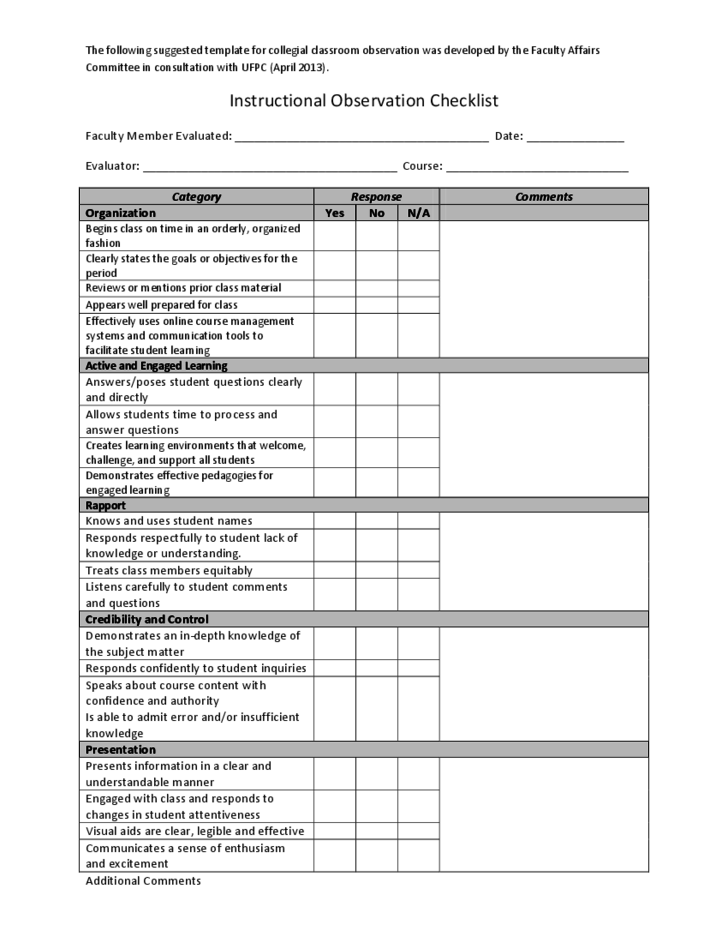 The following suggested template for collegial classroom observation was developed by the Faculty Affairs
Committee in consultation with UFPC (April 2013).
Instructional Observation Checklist
Faculty Member Evaluated: ______________________________________ Date: _______________
Evaluator: ______________________________________ Course: ____________________________
Category Response Comments
Organization Yes No N/A
Begins class on time in an orderly, organized
fashion
Clearly states the goals or objectives for the
period
Reviews or mentions prior class material
Appears well prepared for class
Effectively uses online course management
systems and communication tools to
facilitate student learning
Active and Engaged Learning
Answers/poses student questions clearly
and directly
Allows students time to process and
answer questions
Creates learning environments that welcome,
challenge, and support all students
Demonstrates effective pedagogies for
engaged learning
Rapport
Knows and uses student names
Responds respectfully to student lack of
knowledge or understanding.
Treats class members equitably
Listens carefully to student comments
and questions
Credibility and Control
Demonstrates an in-depth knowledge of
the subject matter
Responds confidently to student inquiries
Speaks about course content with
confidence and authority
Is able to admit error and/or insufficient
knowledge
Presentation
Presents information in a clear and
understandable manner
Engaged with class and responds to
changes in student attentiveness
Visual aids are clear, legible and effective
Communicates a sense of enthusiasm
and excitement
Additional Comments